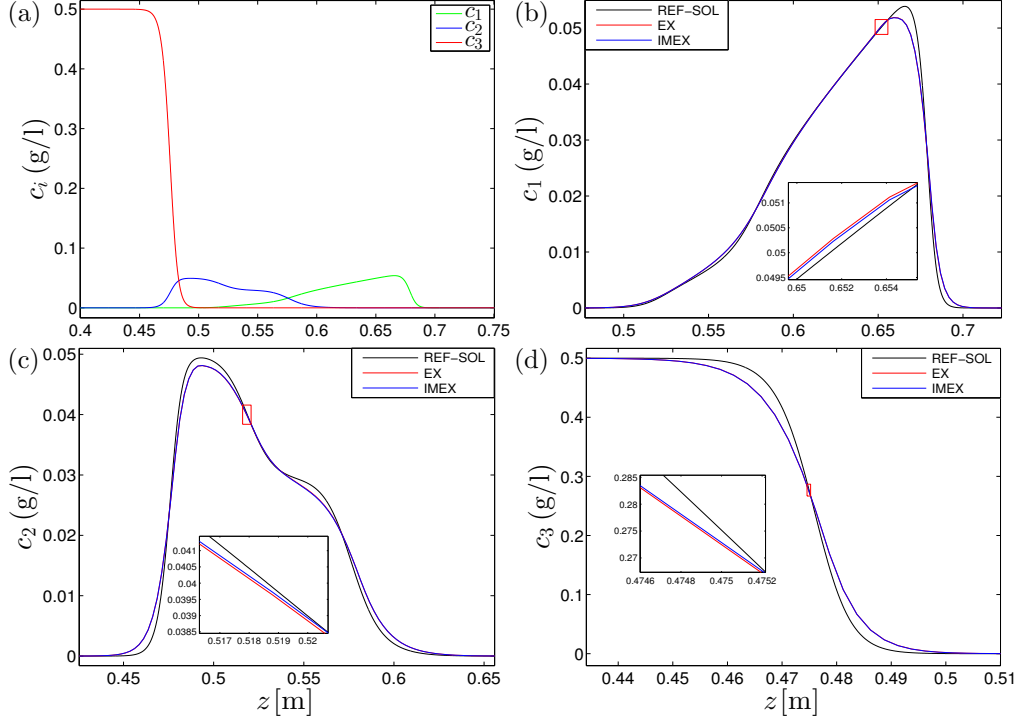 a)
c₁
c₂
c₃
0.5
0.4
0.3
0.2
0.1
0
cᵢ (g/l)
0.4 0.45 0.5 0.55 0.6 0.65 0.7 0.75
b)
REF-SOL
EX
IMEX
0.05
0.04
0.03
0.02
0.01
0
c₁ (g/l)
0.051
0.0505
0.05
0.0495
0.65 0.652 0.654
0.5 0.55 0.6 0.65 0.7
c)
REF-SOL
EX
IMEX
0.05
0.04
0.03
0.02
0.01
0
c₂ (g/l)
0.041
0.0405
0.04
0.0395
0.039
0.0385
0.517 0.518 0.519 0.52
0.45 0.5 0.55 0.6 0.65
z [m]
d)
REF-SOL
EX
IMEX
0.5
0.4
0.3
0.2
0.1
0
c₃ (g/l)
0.285
0.28
0.275
0.27
0.4746 0.4748 0.475 0.4752
0.44 0.45 0.46 0.47 0.48 0.49 0.5 0.51
z [m]